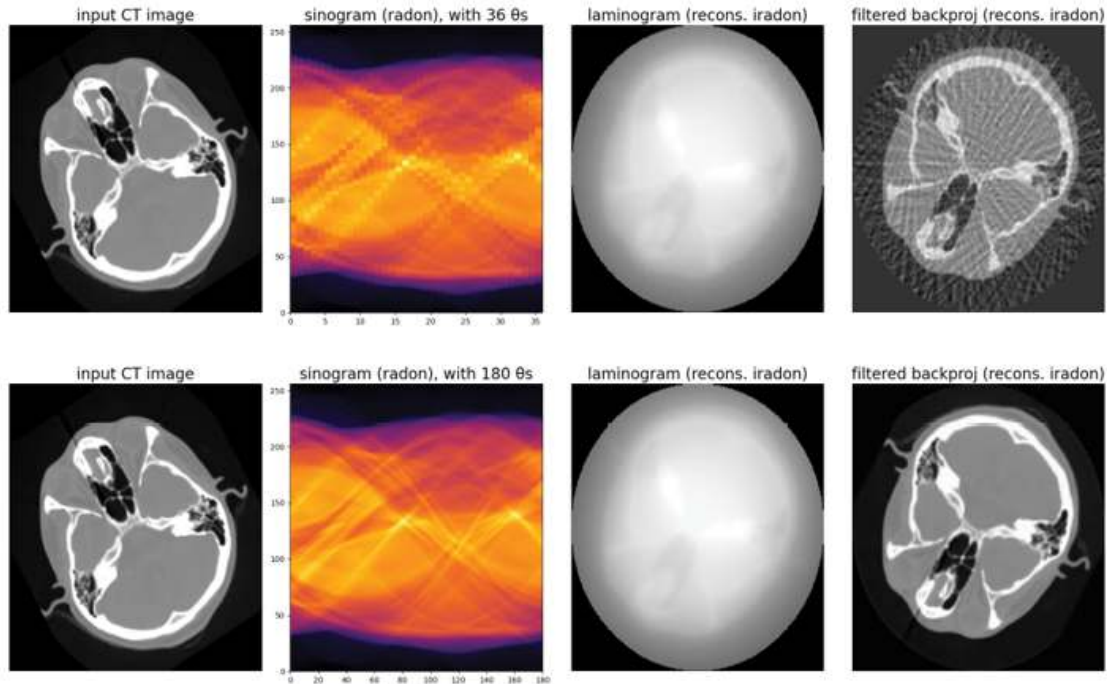 input CT image
sinogram (radon), with 36 θs
laminogram (recons. iradon)
filtered backproj (recons. iradon)
250
200
150
100
50
0
0 5 10 15 20 25 30 35
input CT image
sinogram (radon), with 180 θs
laminogram (recons. iradon)
filtered backproj (recons. iradon)
250
200
150
100
50
0
0 20 40 60 80 100 120 140 160 180